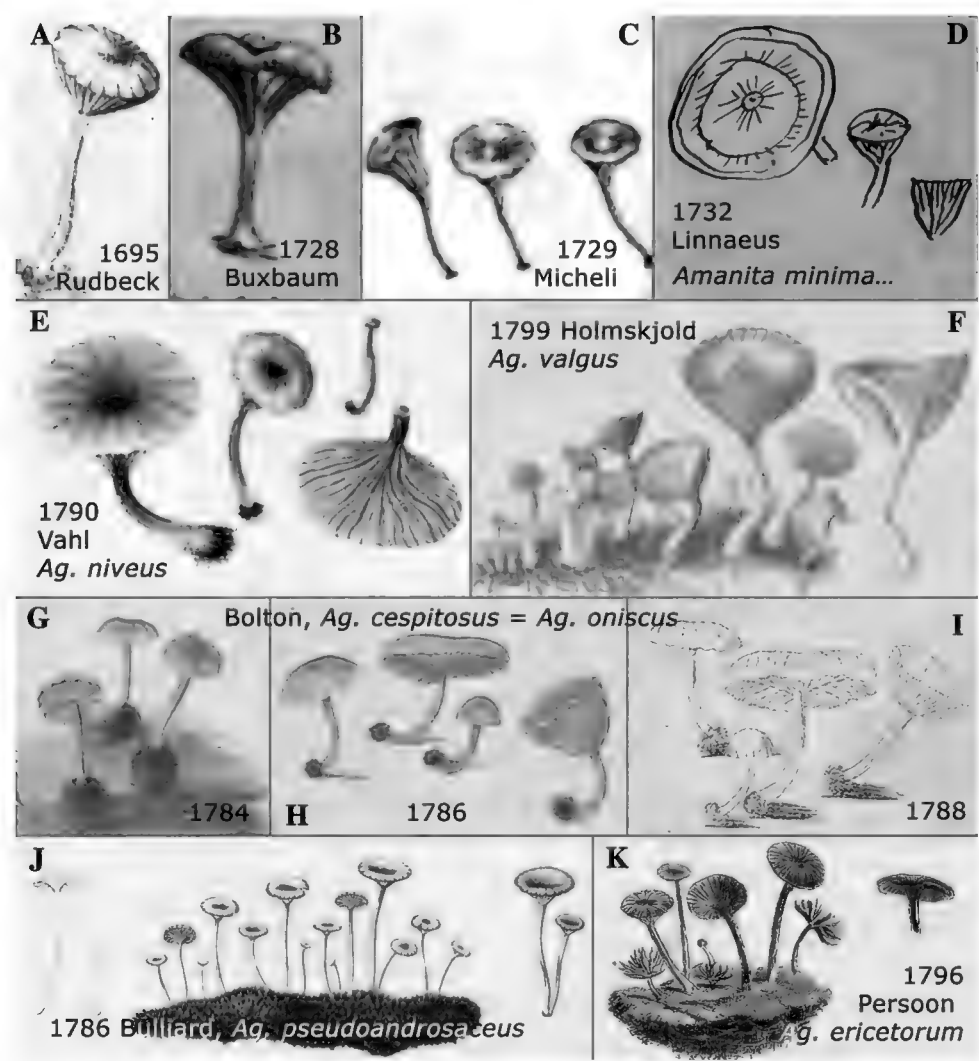 A
1695
Rudbeck
B
1728
Buxbaum
C
1729
Micheli
D
1732
Linnaeus
Amanita minima...
E
1790
Vahl
Ag. niveus
1799 Holmskjold
Ag. valgus
F
Bolton, Ag. cespitosus = Ag. oniscus
G
1784
H
1786
I
1788
J
1786 Bulliard, Ag. pseudoandrosaceus
K
1796
Persoon
Ag. ericetorum